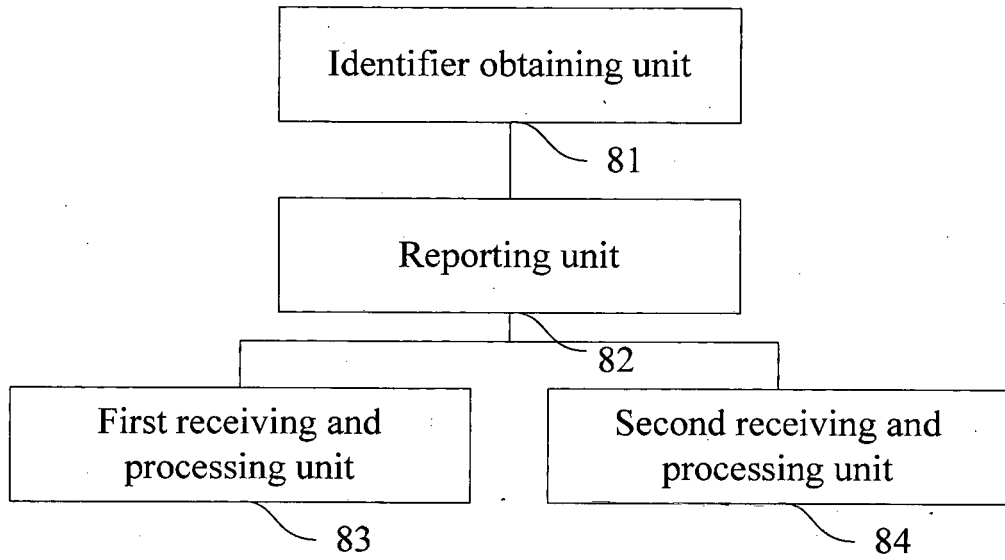 Identifier obtaining unit
81
Reporting unit
82
First receiving and
processing unit
83
Second receiving and
processing unit
84